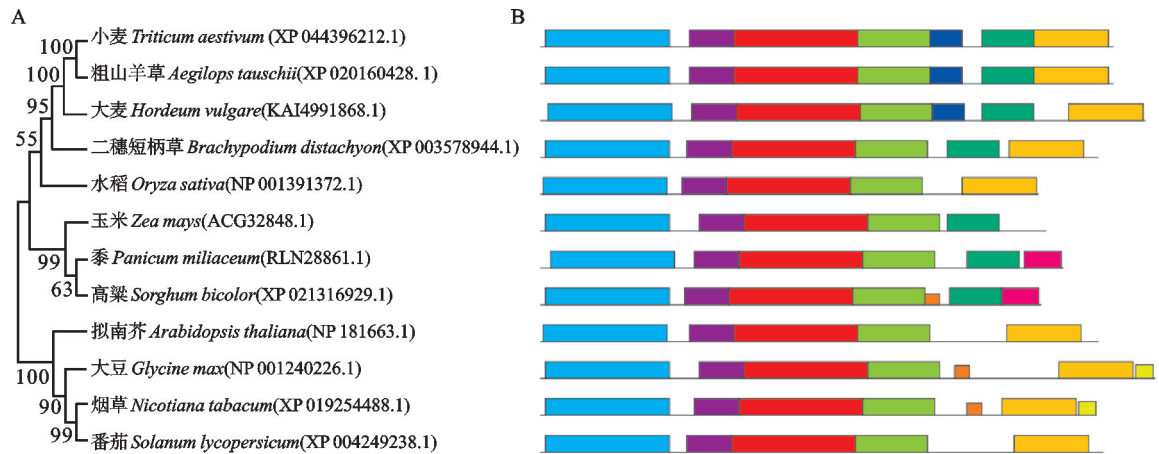 A
B
小麦 Triticum aestivum (XP 044396212.1)
100
粗山羊草 Aegilops tauschii(XP 020160428. 1)
100
大麦 Hordeum vulgare(KAI4991868.1)
95
二穗短柄草 Brachypodium distachyon(XP 003578944.1)
55
水稻 Oryza sativa(NP 001391372.1)
玉米 Zea mays(ACG32848.1)
黍 Panicum miliaceum(RLN28861.1)
99
高粱 Sorghum bicolor(XP 021316929.1)
63
拟南芥 Arabidopsis thaliana(NP 181663.1)
大豆 Glycine max(NP 001240226.1)
100
烟草 Nicotiana tabacum(XP 019254488.1)
90
番茄 Solanum lycopersicum(XP 004249238.1)
99